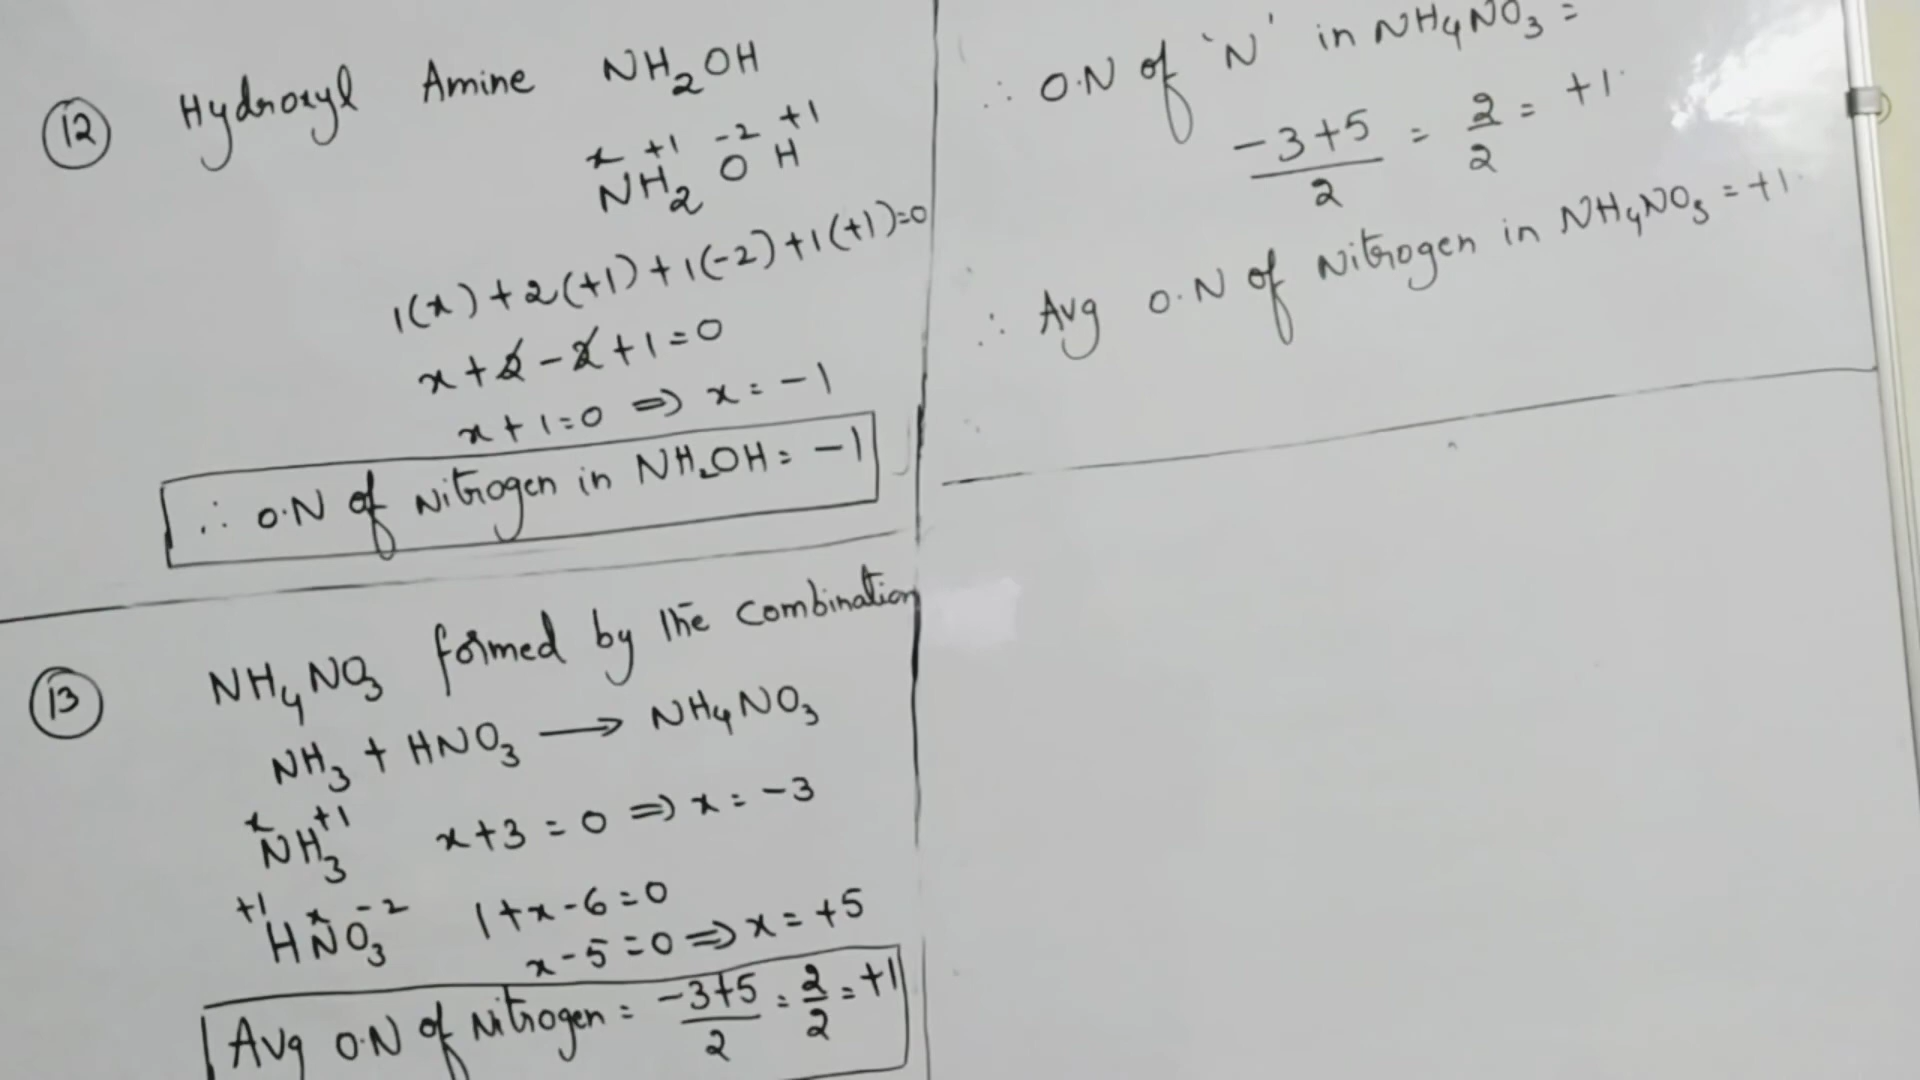 12 Hydroxyl Amine NH₂OH
x +1 -2 +1
NH₂ O H
1(x)+2(+1)+1(-2)+1(+1)=0
x+2-2+1=0
x+1=0 ⇒ x=-1
∴ O.N of Nitrogen in NH₂OH = -1
13 NH₄NO₃ formed by the combination
NH₃ + HNO₃ ⟶ NH₄NO₃
x +1
NH₃ x+3=0 ⇒ x=-3
+1 x -2
HNO₃ 1+x-6=0
x-5=0 ⇒ x=+5
Avg O.N of Nitrogen = -3+5/2 = 2/2 = +1
∴ O.N of 'N' in NH₄NO₃ =
-3+5/2 = 2/2 = +1
∴ Avg O.N of Nitrogen in NH₄NO₃ = +1